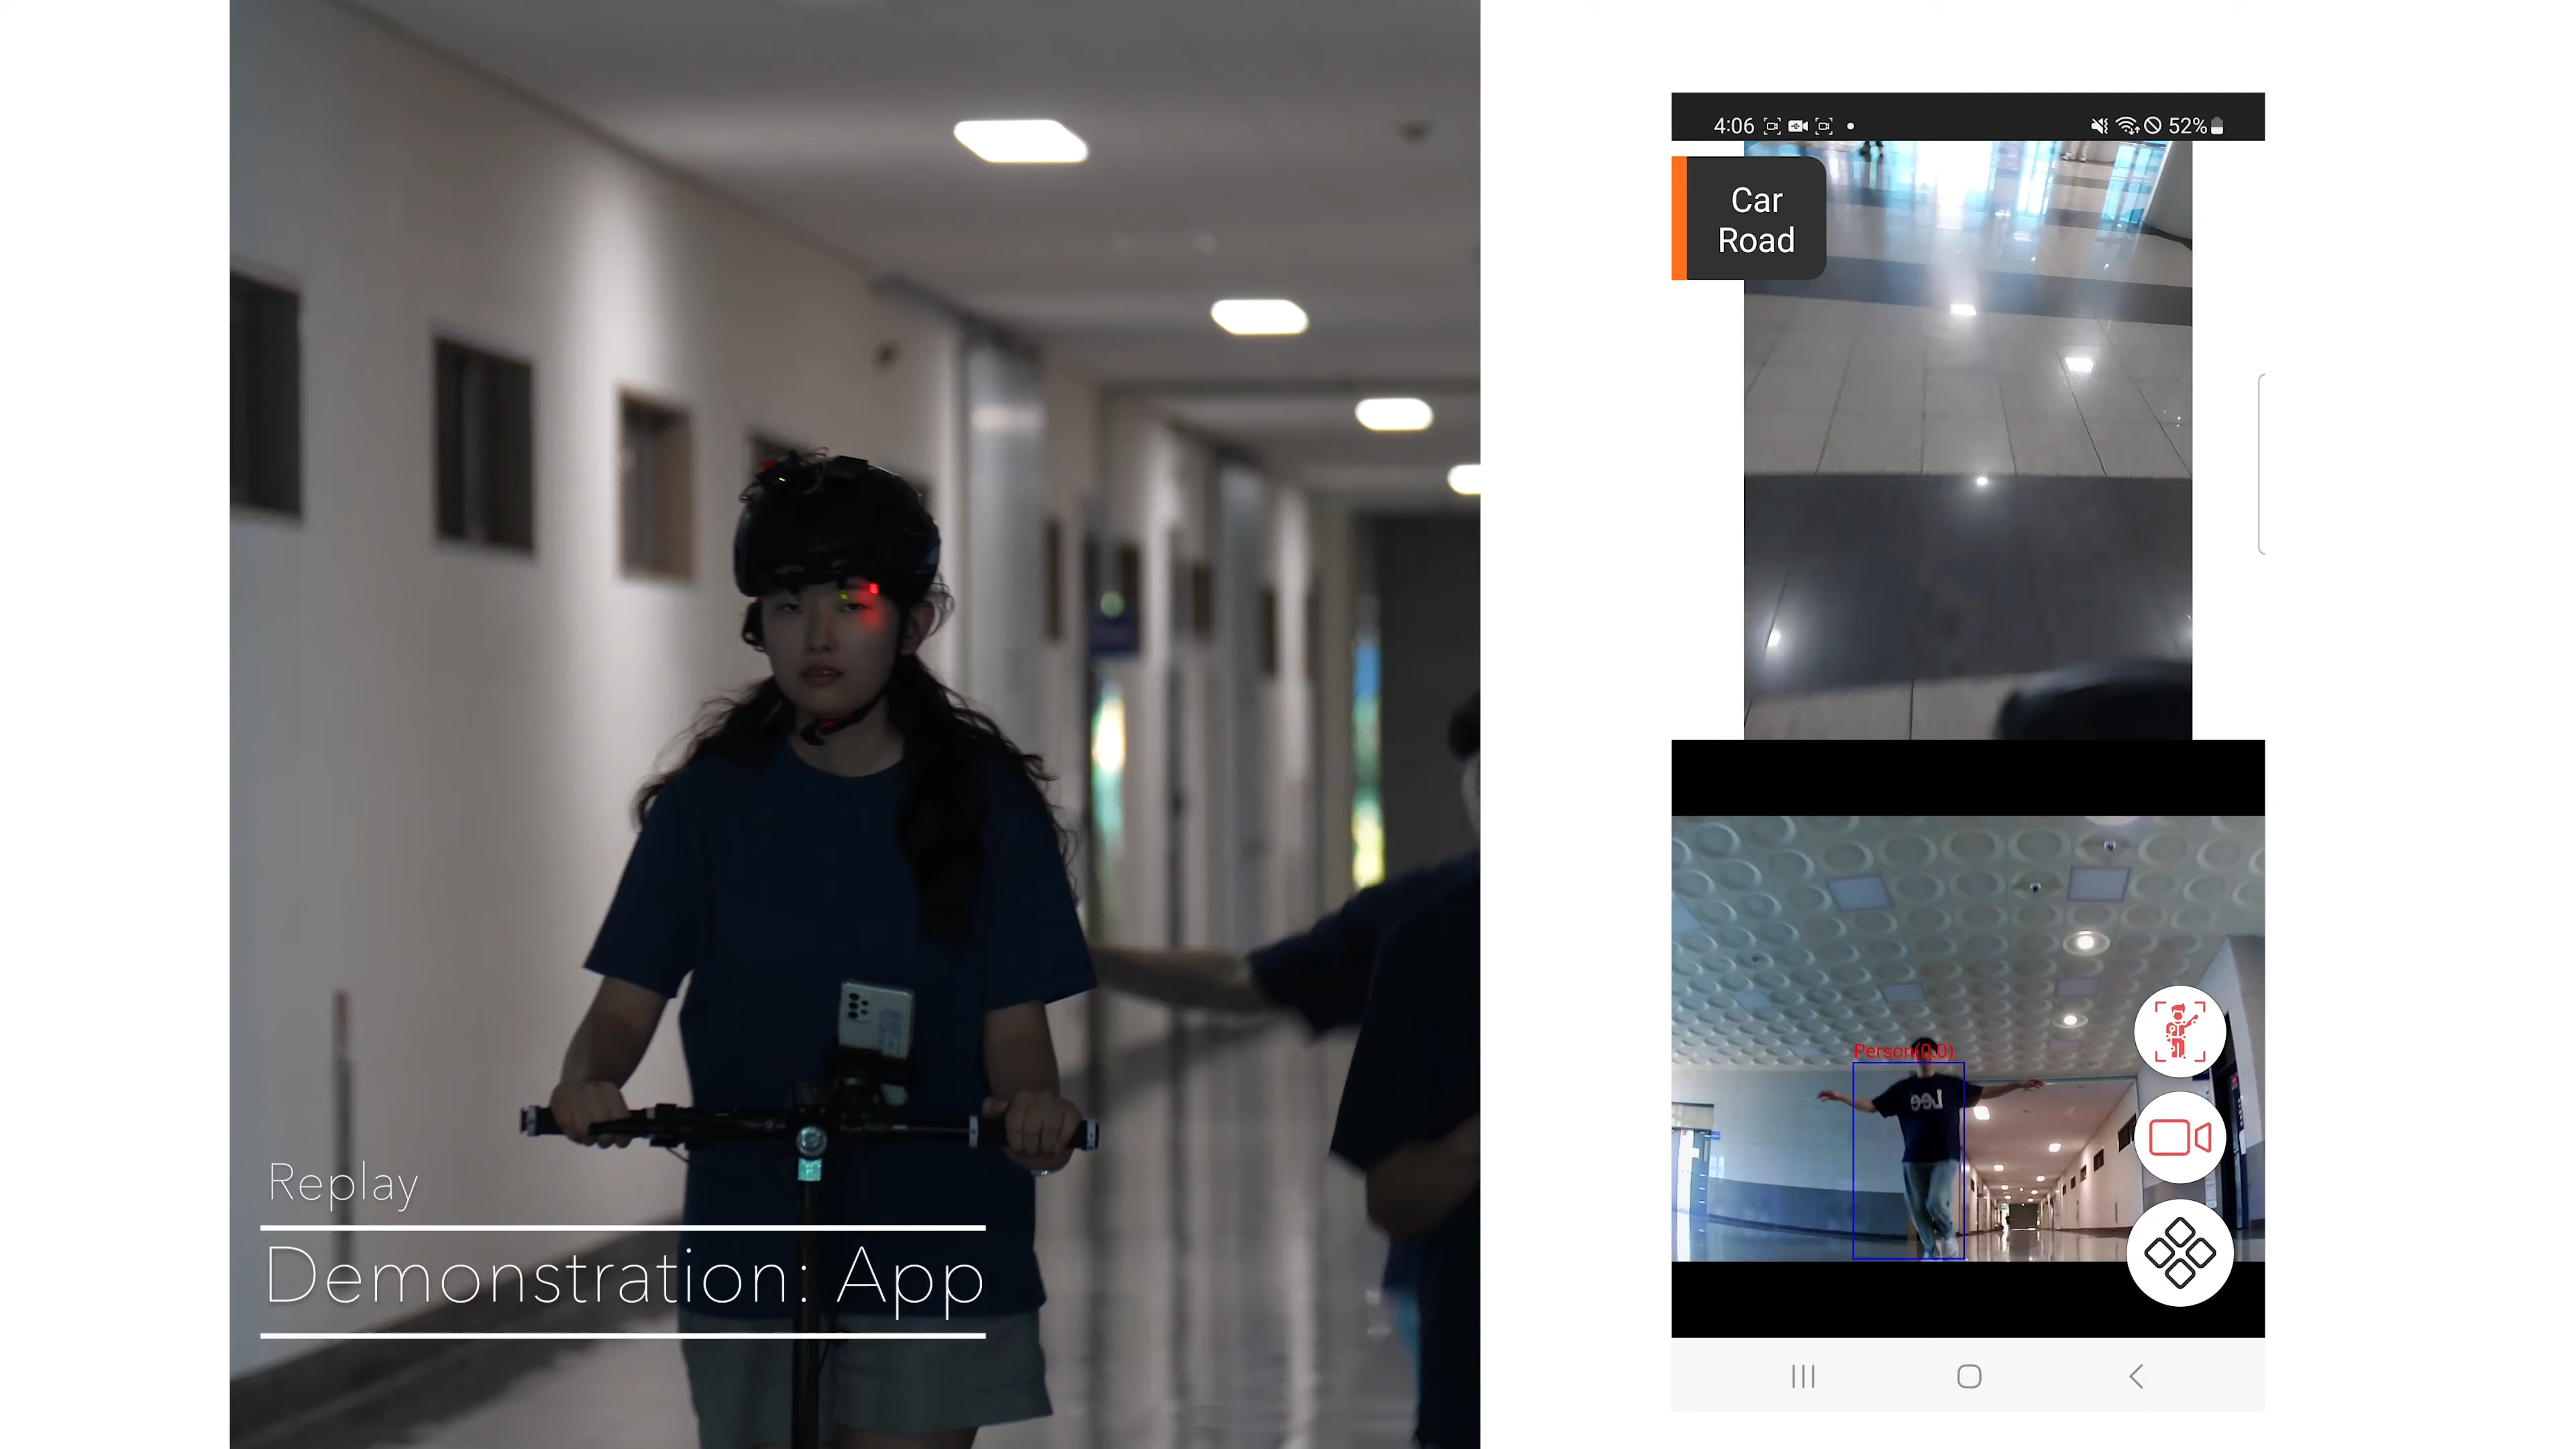 Replay
Demonstration: App
4:06
52%
Car
Road
Person(0.0)
Lee